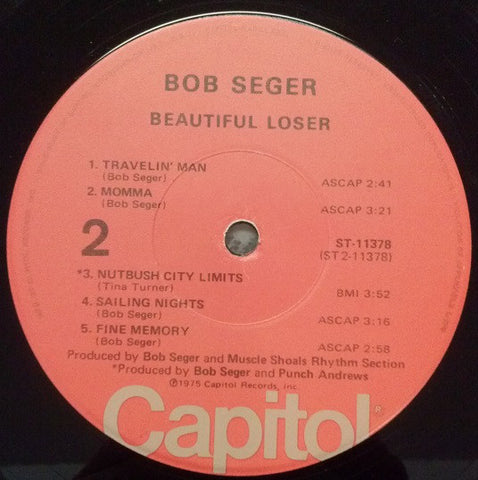 BOB SEGER
BEAUTIFUL LOSER
1. TRAVELIN' MAN
(Bob Seger)
ASCAP 2:41
2. MOMMA
(Bob Seger)
ASCAP 3:21
2
ST-11378
(ST 2-11378)
*3. NUTBUSH CITY LIMITS
(Tina Turner)
BMI 3:52
4. SAILING NIGHTS
(Bob Seger)
ASCAP 3:16
5. FINE MEMORY
(Bob Seger)
ASCAP 2:58
Produced by Bob Seger and Muscle Shoals Rhythm Section
*Produced by Bob Seger and Punch Andrews
℗1975 Capitol Records, Inc.
Capitol®